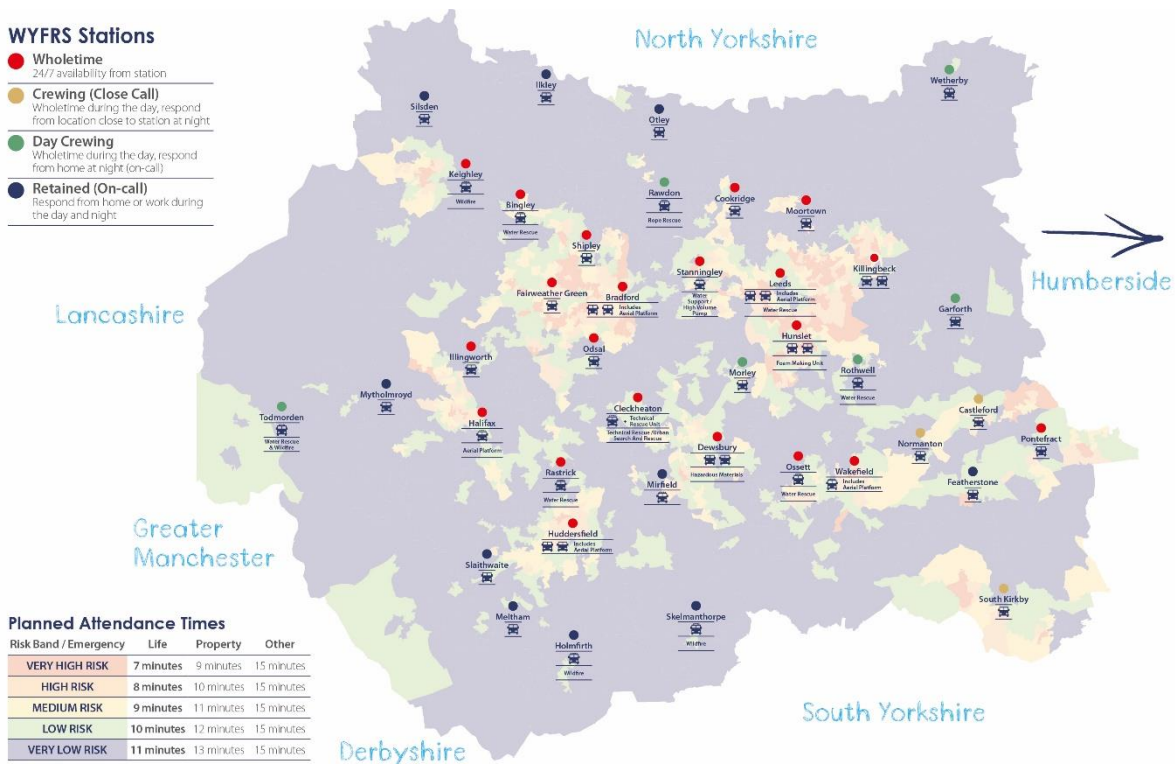 WYFRS Stations
Wholetime
24/7 availability from station
Crewing (Close Call)
Wholetime during the day, respond
from location close to station at night
Day Crewing
Wholetime during the day, respond
from home at night (on-call)
Retained (On-call)
Respond from home or work during
the day and night
North Yorkshire
Humberside
Lancashire
Greater
Manchester
Derbyshire
South Yorkshire
Silsden
Ilkley
Otley
Wetherby
Keighley
Wildfire
Bingley
Water Rescue
Rawdon
Rope Rescue
Cookridge
Moortown
Shipley
Stanningley
Water
Support /
High Volume
Pump
Killingbeck
Fairweather Green
Bradford
Includes
Aerial Platform
Leeds
Includes
Aerial Platform
Water Rescue
Garforth
Hunslet
Foam Making Unit
Odsal
Illingworth
Morley
Rothwell
Water Rescue
Mytholmroyd
Todmorden
Water Rescue
& Wildfire
Halifax
Aerial Platform
Cleckheaton
+ Technical
Rescue Unit
Technical Rescue /Urban
Search And Rescue
Castleford
Normanton
Pontefract
Dewsbury
Hazardous Materials
Rastrick
Water Rescue
Mirfield
Ossett
Water Rescue
Wakefield
Includes
Aerial Platform
Featherstone
Huddersfield
Includes
Aerial Platform
Slaithwaite
Meltham
Holmfirth
Wildfire
Skelmanthorpe
Wildfire
South Kirkby
Planned Attendance Times
Risk Band / Emergency Life Property Other
VERY HIGH RISK 7 minutes 9 minutes 15 minutes
HIGH RISK 8 minutes 10 minutes 15 minutes
MEDIUM RISK 9 minutes 11 minutes 15 minutes
LOW RISK 10 minutes 12 minutes 15 minutes
VERY LOW RISK 11 minutes 13 minutes 15 minutes